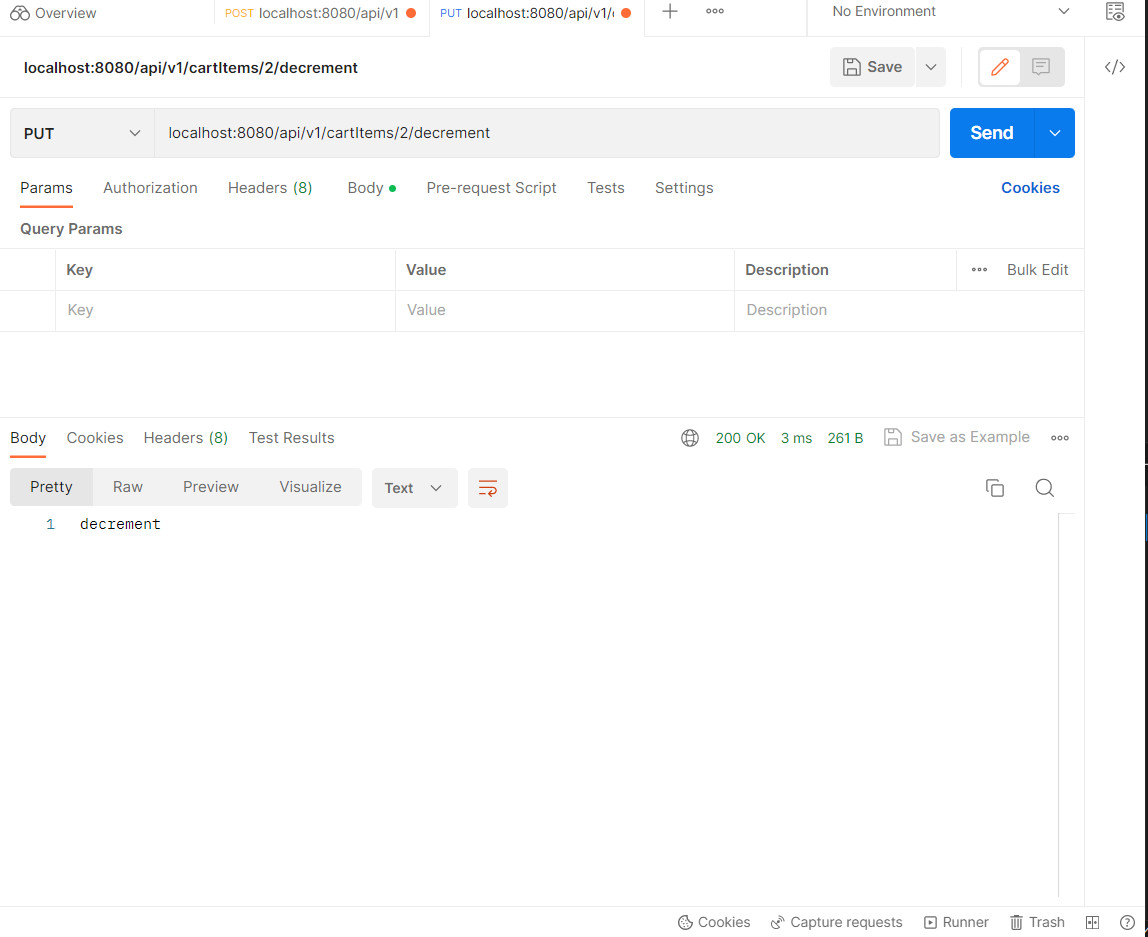 Overview
POST localhost:8080/api/v1
PUT localhost:8080/api/v1/
No Environment
localhost:8080/api/v1/cartItems/2/decrement
Save
PUT
localhost:8080/api/v1/cartItems/2/decrement
Send
Params
Authorization
Headers (8)
Body
Pre-request Script
Tests
Settings
Cookies
Query Params
Key
Value
Description
Bulk Edit
Key
Value
Description
Body
Cookies
Headers (8)
Test Results
200 OK
3 ms
261 B
Save as Example
Pretty
Raw
Preview
Visualize
Text
1
decrement
Cookies
Capture requests
Runner
Trash